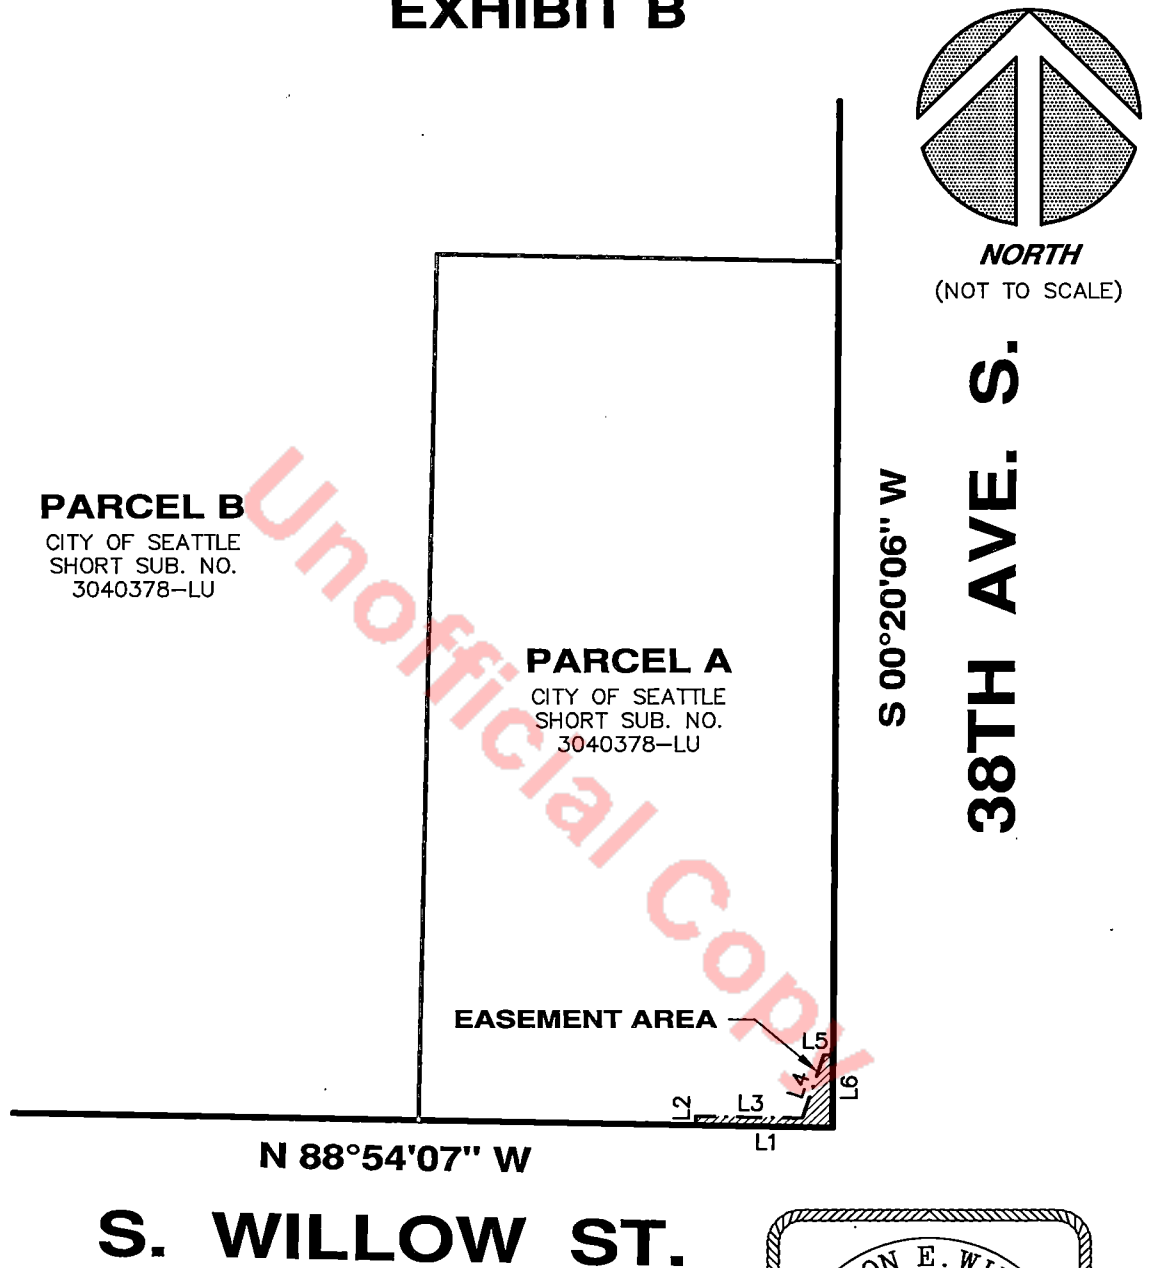 EXHIBIT B
NORTH
(NOT TO SCALE)
38TH AVE. S.
S 00°20'06" W
PARCEL B
CITY OF SEATTLE
SHORT SUB. NO.
3040378-LU
PARCEL A
CITY OF SEATTLE
SHORT SUB. NO.
3040378-LU
Unofficial Copy
EASEMENT AREA
L5
L4
L6
L2
L3
L1
N 88°54'07" W
S. WILLOW ST.
E.